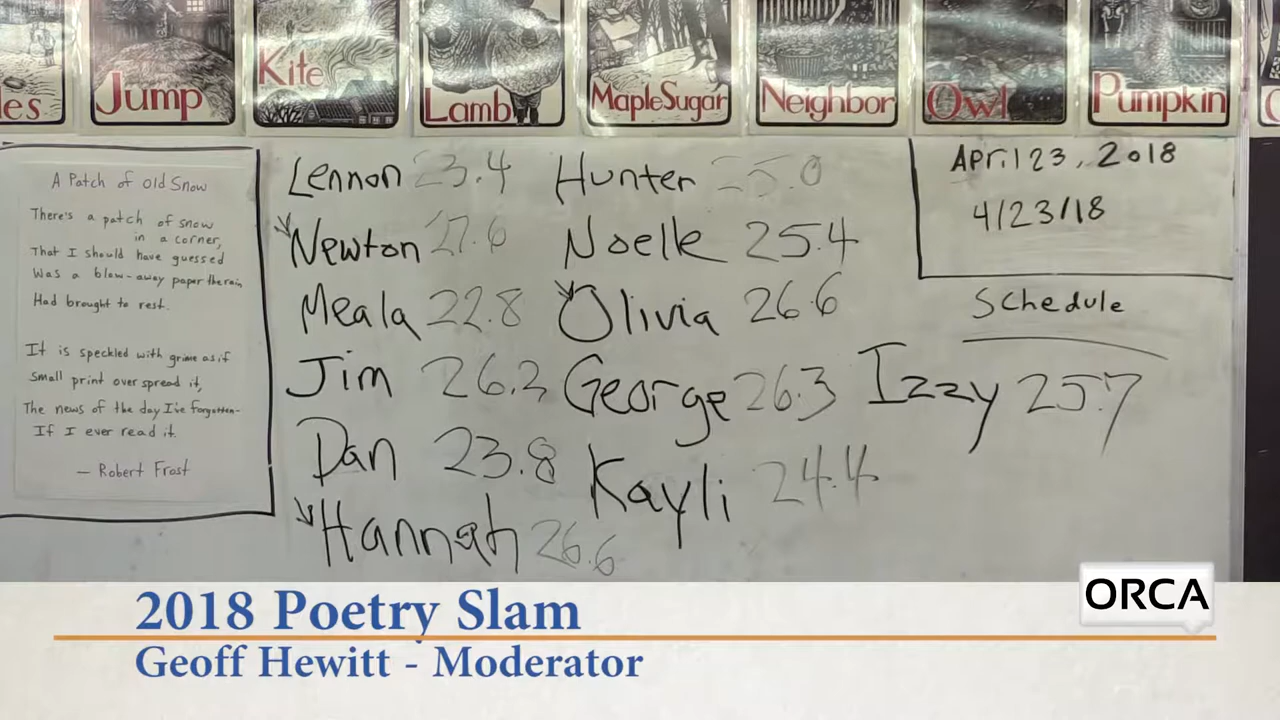 les
Jump
Kite
Lamb
MapleSugar
Neighbor
Owl
Pumpkin
A Patch of Old Snow
There's a patch of snow
in a corner,
That I should have guessed
Was a blow-away paper the rain
Had brought to rest.
It is speckled with grime as if
Small print overspread it,
The news of the day I've forgotten-
If I ever read it.
— Robert Frost
Lennon 23.4
Newton 27.6
Meala 22.8
Jim 26.2
Dan 23.8
Hannah 26.6
Hunter 25.0
Noelle 25.4
Olivia 26.6
George 26.3
Kayli 24.4
Izzy 25.7
April 23, 2018
4/23/18
Schedule
ORCA
2018 Poetry Slam
Geoff Hewitt - Moderator